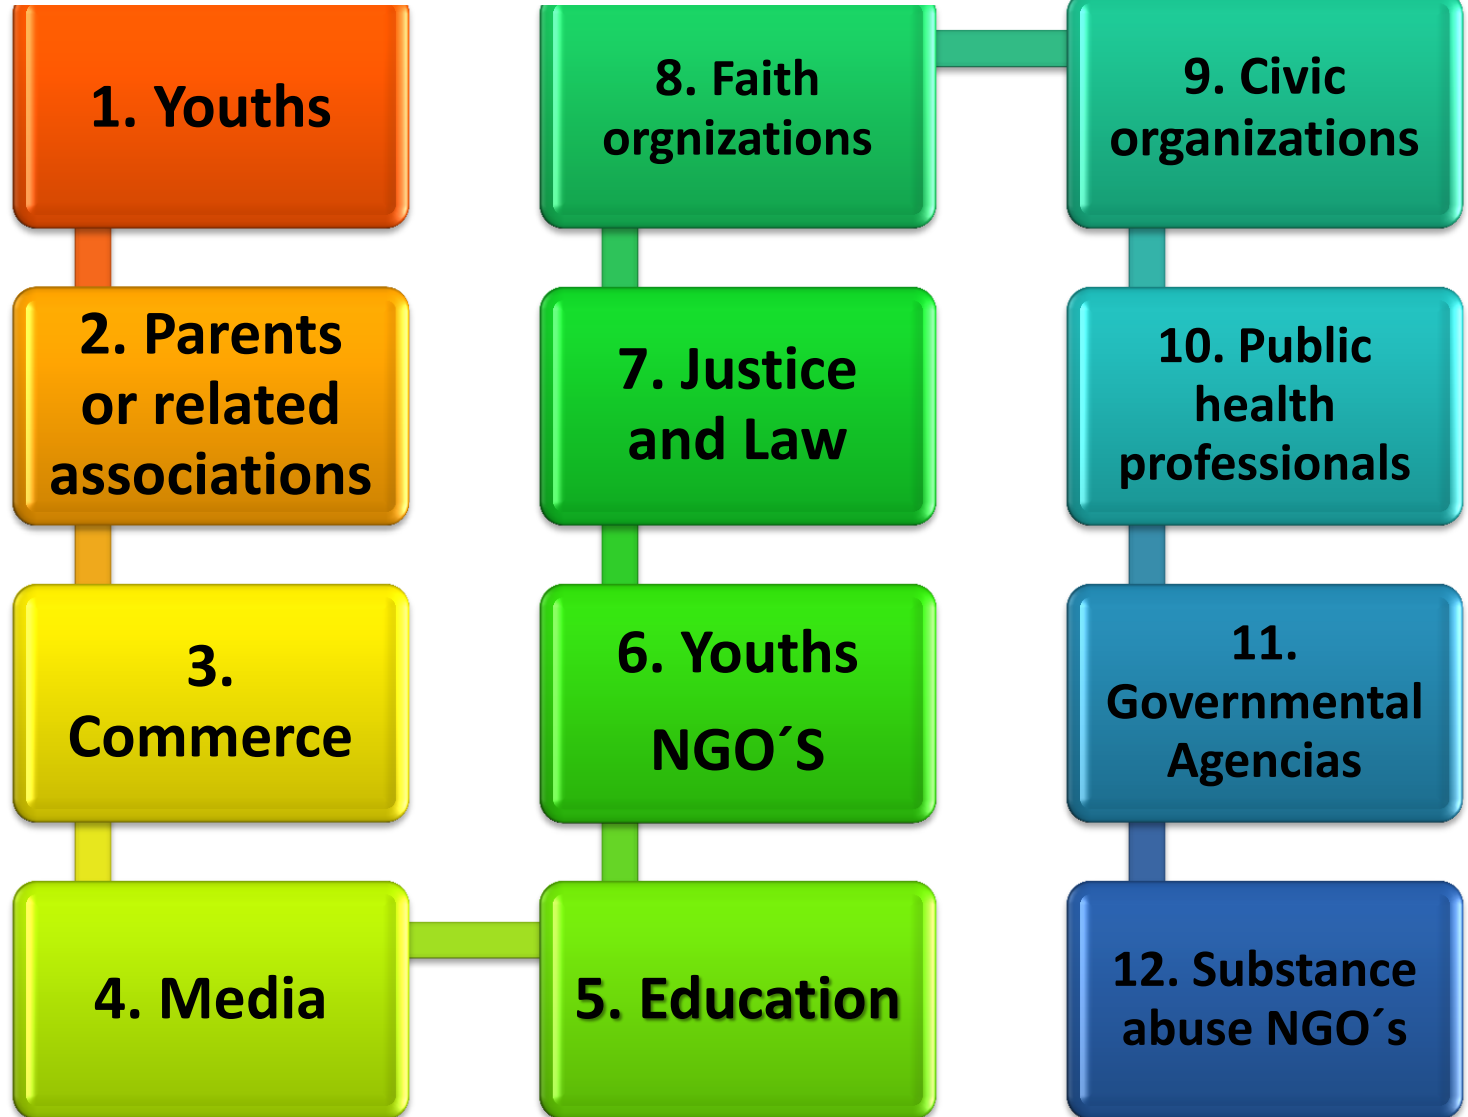 1. Youths
2. Parents
or related
associations
3.
Commerce
4. Media
5. Education
6. Youths
NGO´S
7. Justice
and Law
8. Faith
orgnizations
9. Civic
organizations
10. Public
health
professionals
11.
Governmental
Agencias
12. Substance
abuse NGO´s